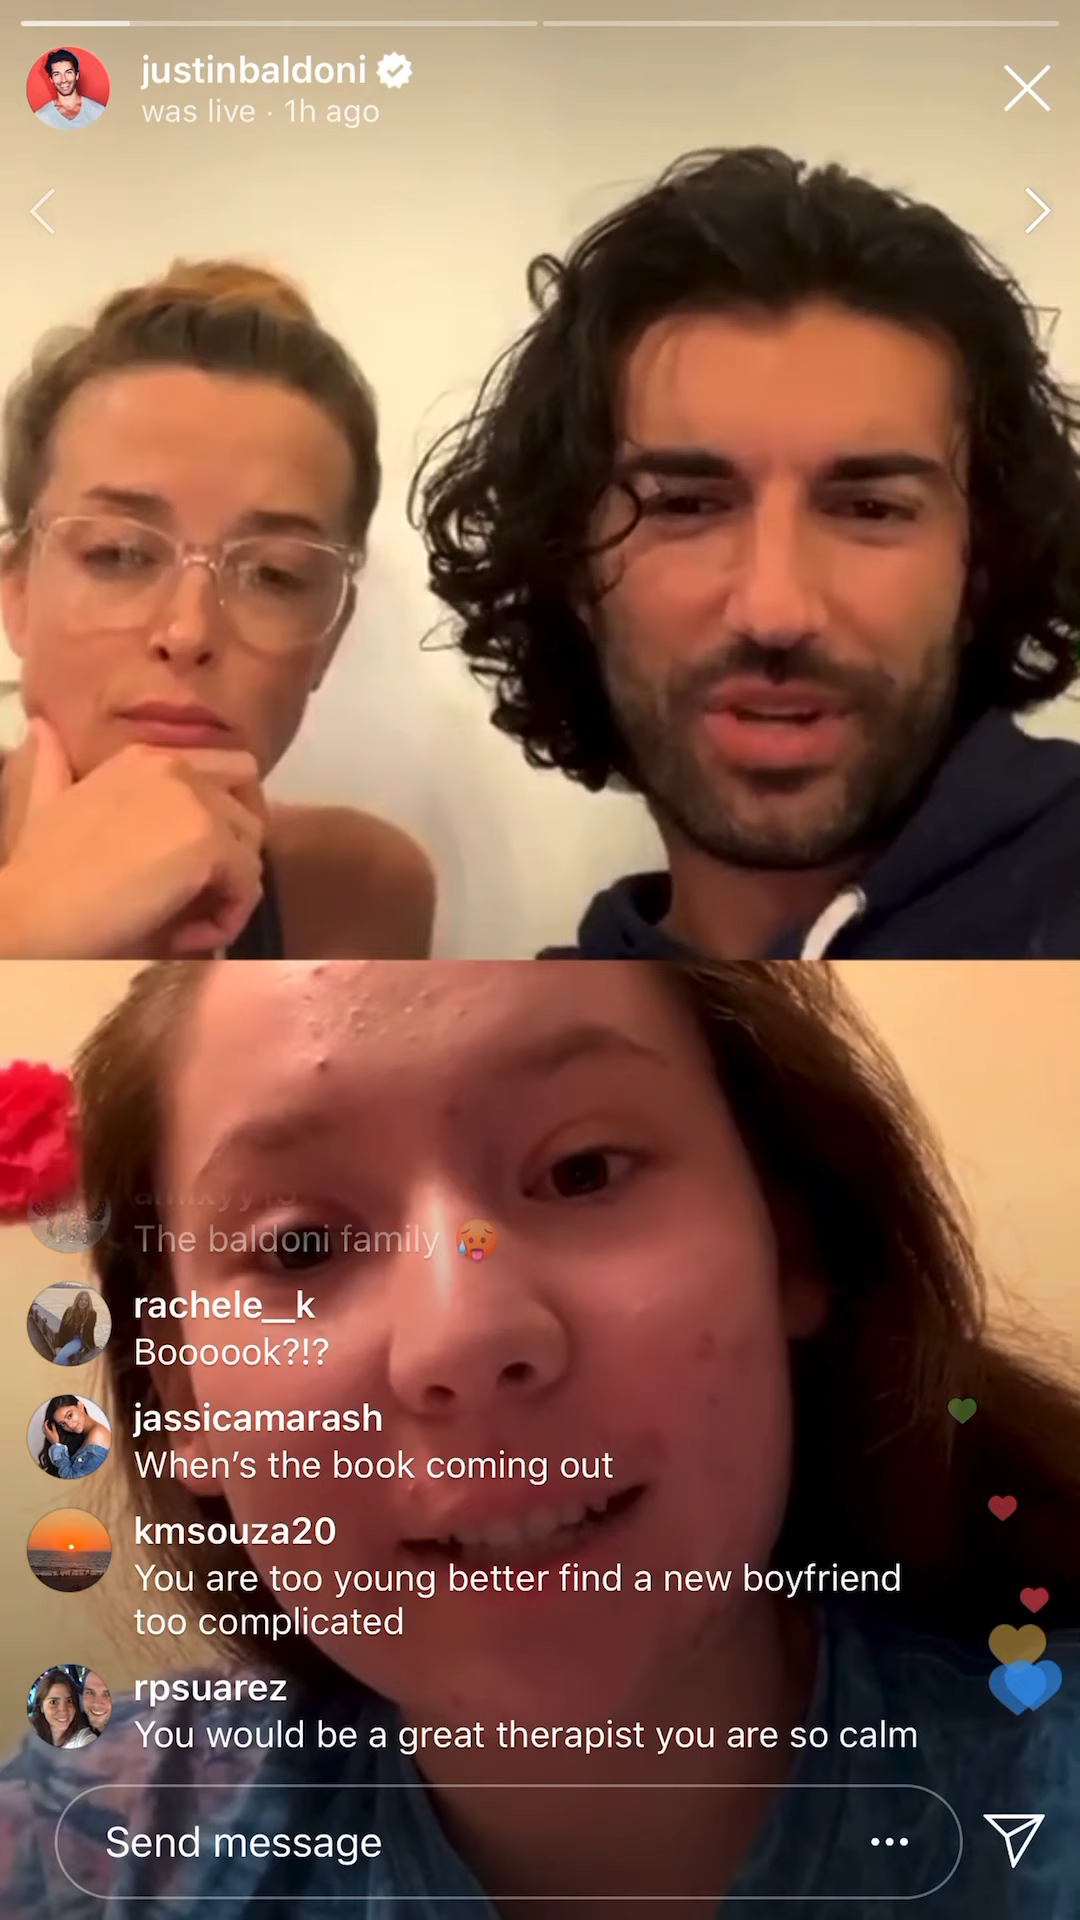 justinbaldoni
was live · 1h ago
The baldoni family 🥵
rachele__k
Boooook?!?
jassicamarash
When's the book coming out
kmsouza20
You are too young better find a new boyfriend
too complicated
rpsuarez
You would be a great therapist you are so calm
Send message